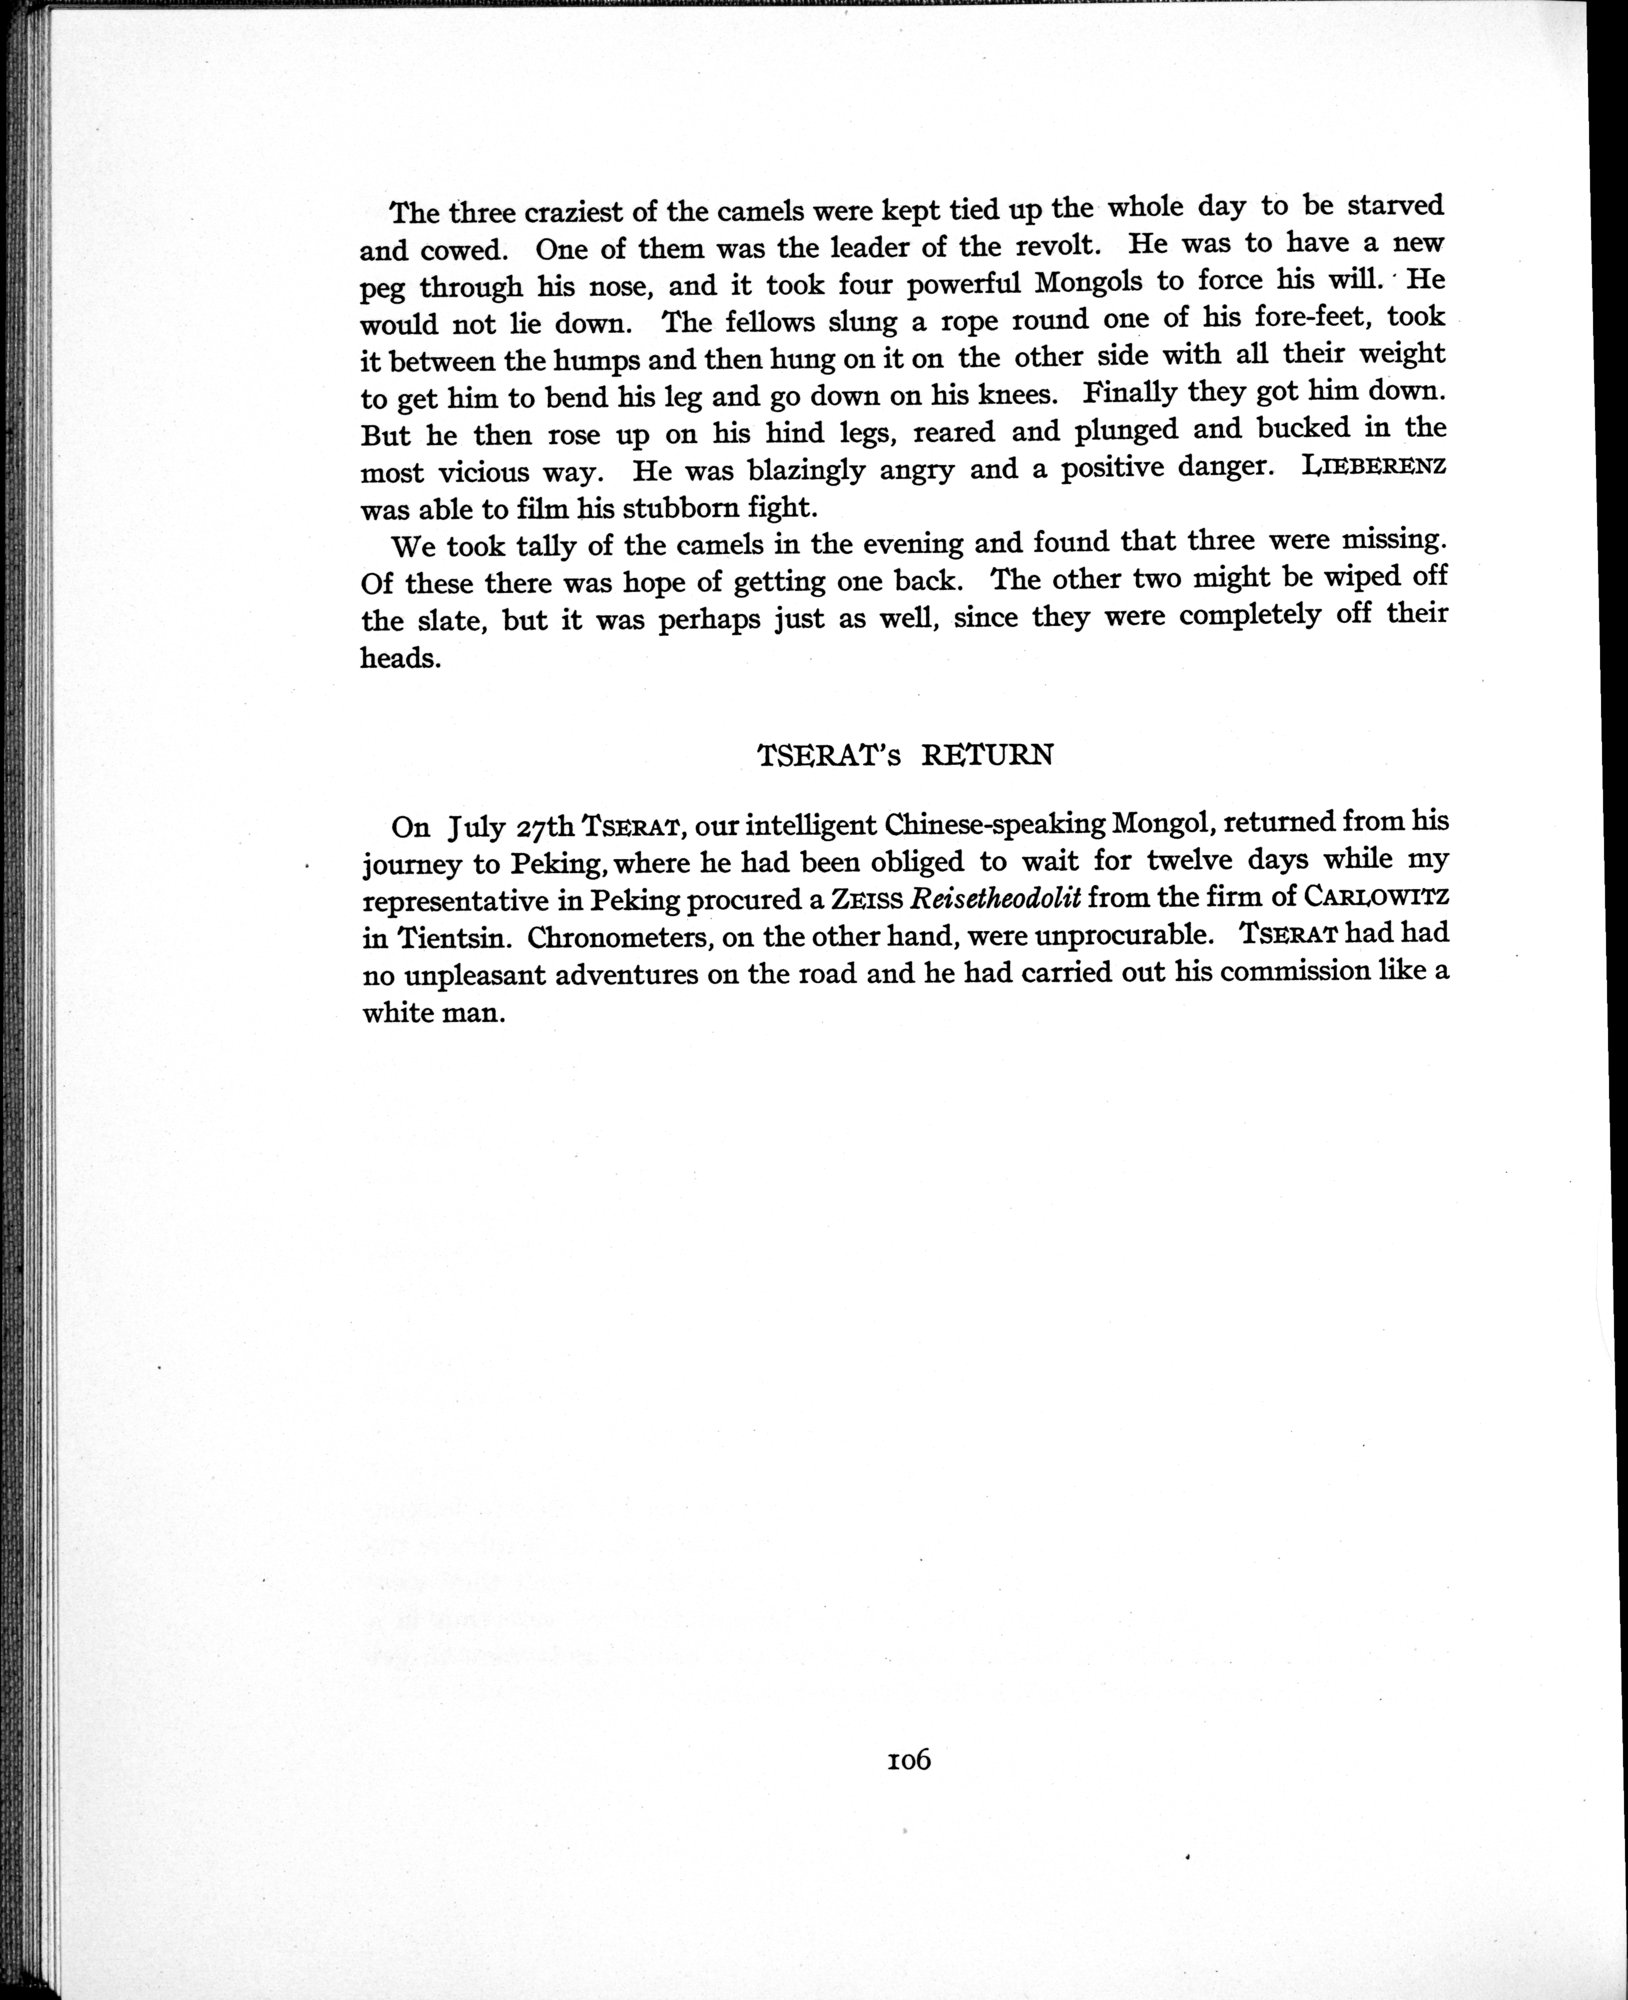 The three craziest of the camels were kept tied up the whole day to be starved
and cowed. One of them was the leader of the revolt. He was to have a new
peg through his nose, and it took four powerful Mongols to force his will. He
would not lie down. The fellows slung a rope round one of his fore-feet, took
it between the humps and then hung on it on the other side with all their weight
to get him to bend his leg and go down on his knees. Finally they got him down.
But he then rose up on his hind legs, reared and plunged and bucked in the
most vicious way. He was blazingly angry and a positive danger. LIEBERENZ
was able to film his stubborn fight.
We took tally of the camels in the evening and found that three were missing.
Of these there was hope of getting one back. The other two might be wiped off
the slate, but it was perhaps just as well, since they were completely off their
heads.
TSERAT's RETURN
On July 27th TSERAT, our intelligent Chinese-speaking Mongol, returned from his
journey to Peking, where he had been obliged to wait for twelve days while my
representative in Peking procured a ZEISS Reisetheodolit from the firm of CARLOWITZ
in Tientsin. Chronometers, on the other hand, were unprocurable. TSERAT had had
no unpleasant adventures on the road and he had carried out his commission like a
white man.
106